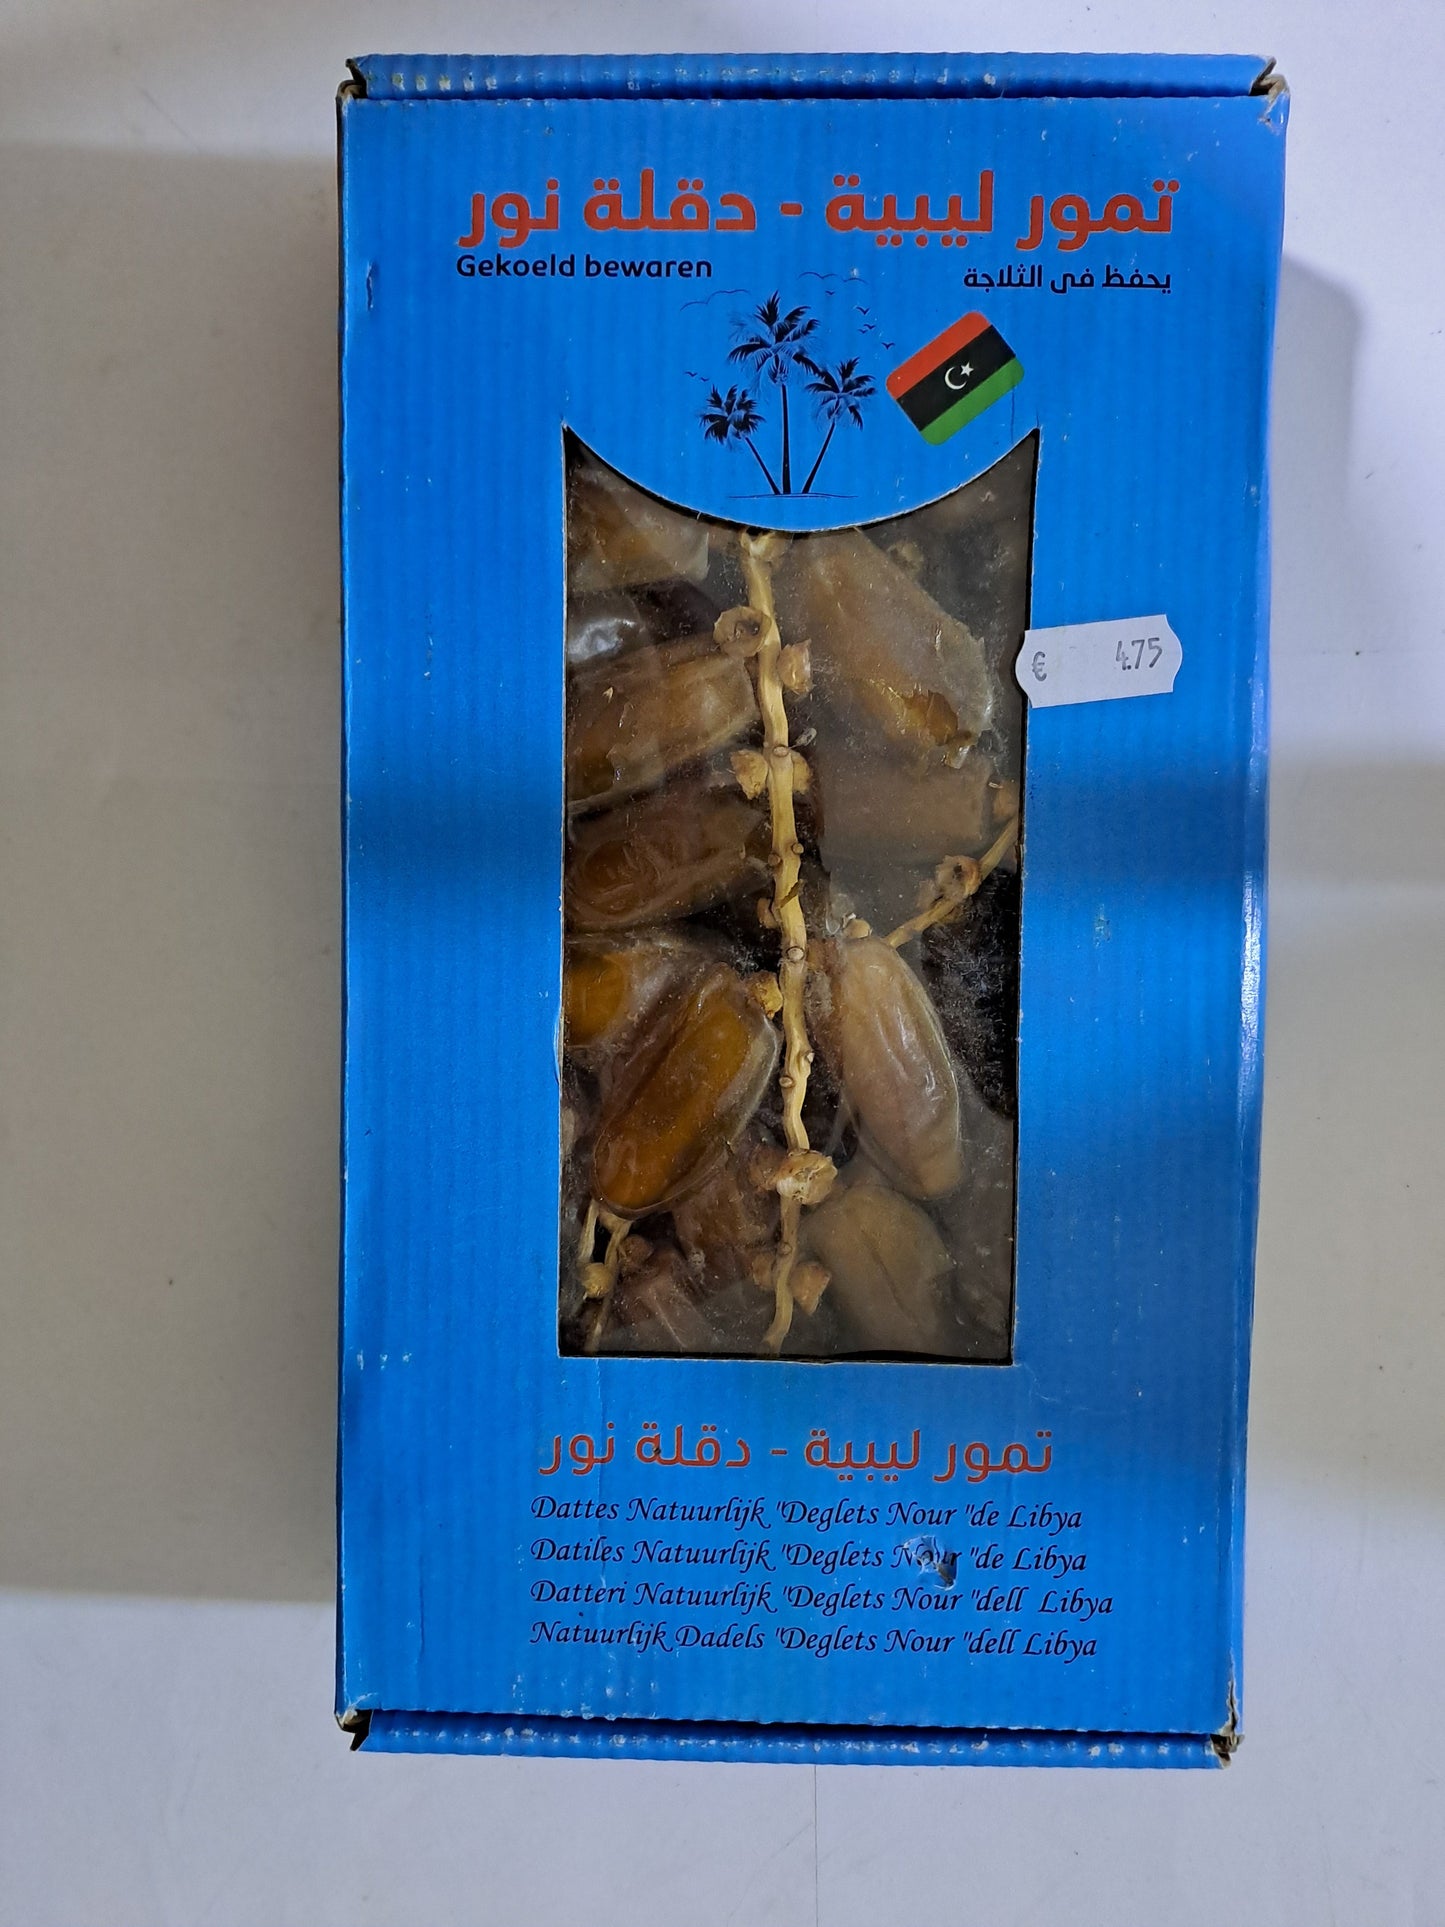 تمور ليبية - دقلة نور
Gekoeld bewaren
يحفظ في الثلاجة
€ 4.75
تمور ليبية - دقلة نور
Dattes Natuurlijk "Deglets Nour "de Libya
Datiles Natuurlijk "Deglets Nour "de Libya
Datteri Natuurlijk "Deglets Nour "dell Libya
Natuurlijk Dadels "Deglets Nour "dell Libya